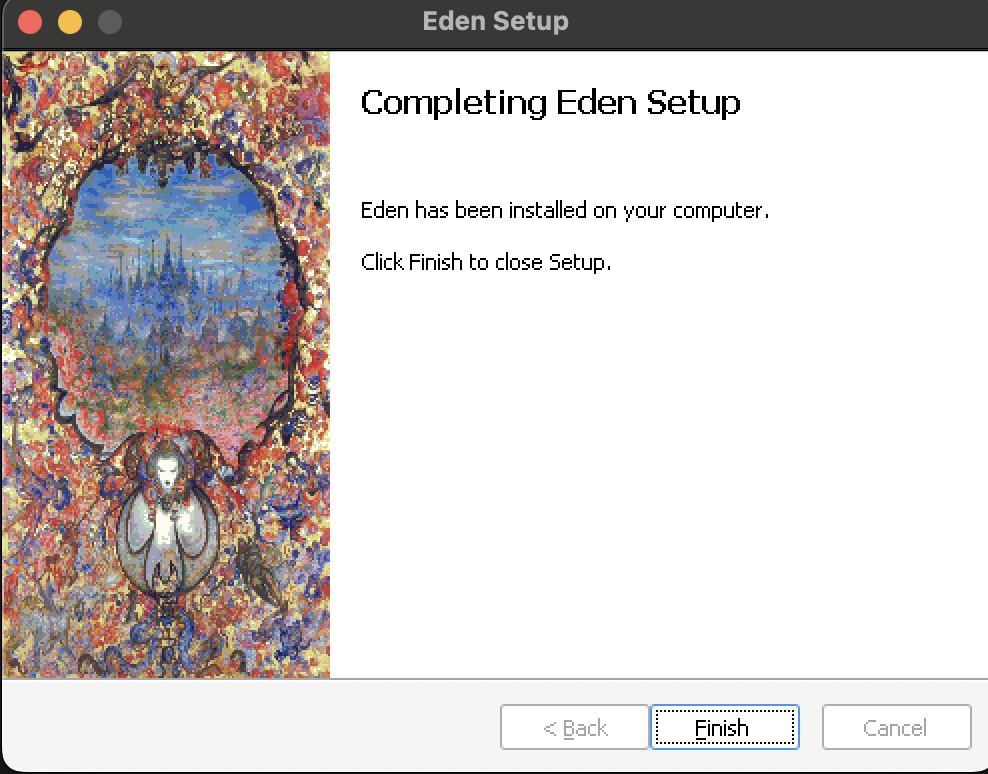 Eden Setup
Completing Eden Setup
Eden has been installed on your computer.
Click Finish to close Setup.
< Back
Finish
Cancel